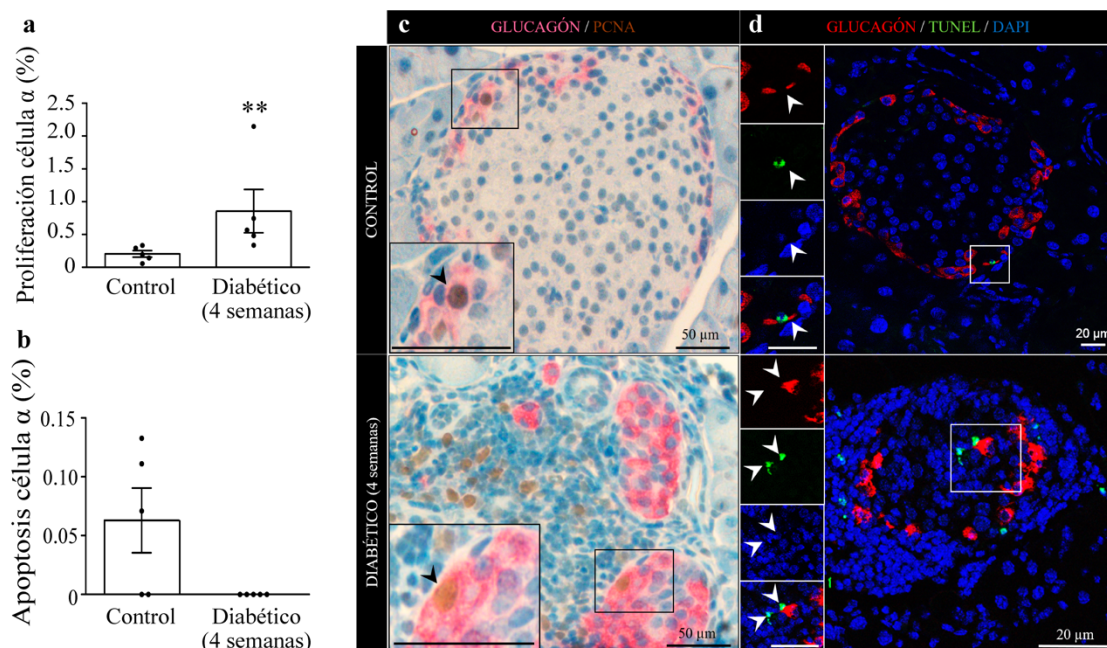 a
Proliferación célula α (%)
2.5
2.0
1.5
1.0
0.5
0
**
Control
Diabético
(4 semanas)
b
Apoptosis célula α (%)
0.15
0.10
0.05
0
Control
Diabético
(4 semanas)
c
GLUCAGÓN / PCNA
CONTROL
50 µm
DIABÉTICO (4 semanas)
50 µm
d
GLUCAGÓN / TUNEL / DAPI
20 µm
20 µm